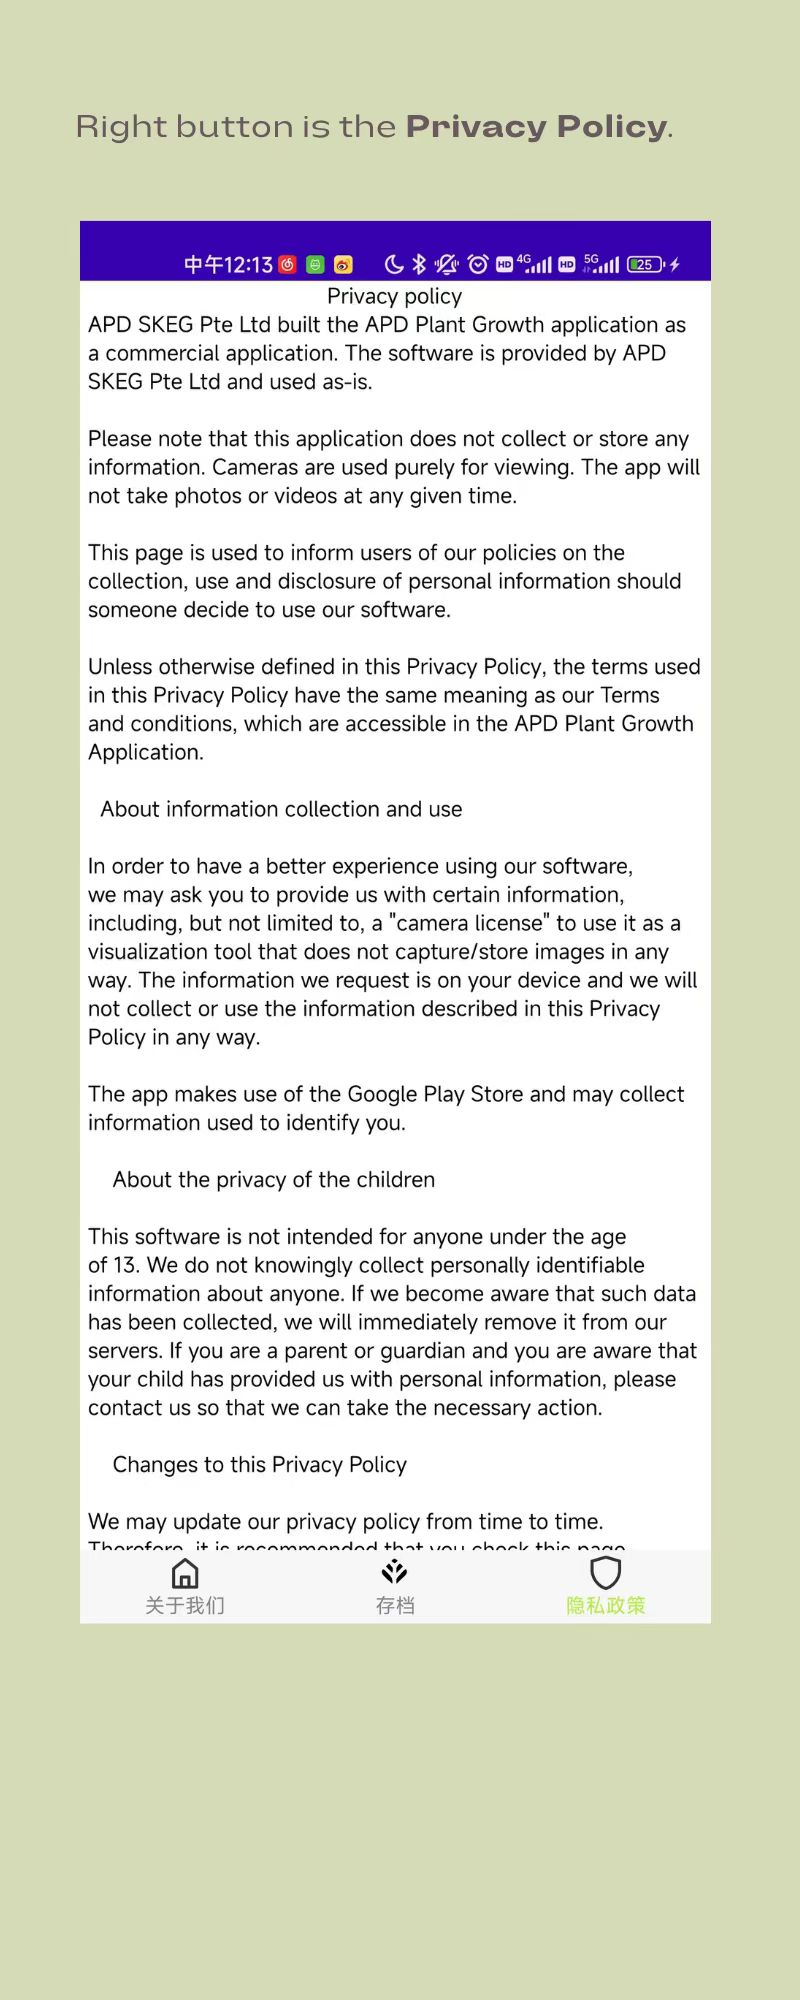 Right button is the Privacy Policy.
中午12:13 HD 4G HD 5G 25
Privacy policy
APD SKEG Pte Ltd built the APD Plant Growth application as
a commercial application. The software is provided by APD
SKEG Pte Ltd and used as-is.
Please note that this application does not collect or store any
information. Cameras are used purely for viewing. The app will
not take photos or videos at any given time.
This page is used to inform users of our policies on the
collection, use and disclosure of personal information should
someone decide to use our software.
Unless otherwise defined in this Privacy Policy, the terms used
in this Privacy Policy have the same meaning as our Terms
and conditions, which are accessible in the APD Plant Growth
Application.
About information collection and use
In order to have a better experience using our software,
we may ask you to provide us with certain information,
including, but not limited to, a "camera license" to use it as a
visualization tool that does not capture/store images in any
way. The information we request is on your device and we will
not collect or use the information described in this Privacy
Policy in any way.
The app makes use of the Google Play Store and may collect
information used to identify you.
About the privacy of the children
This software is not intended for anyone under the age
of 13. We do not knowingly collect personally identifiable
information about anyone. If we become aware that such data
has been collected, we will immediately remove it from our
servers. If you are a parent or guardian and you are aware that
your child has provided us with personal information, please
contact us so that we can take the necessary action.
Changes to this Privacy Policy
We may update our privacy policy from time to time.
Therefore, it is recommended that you check this page
关于我们
存档
隐私政策